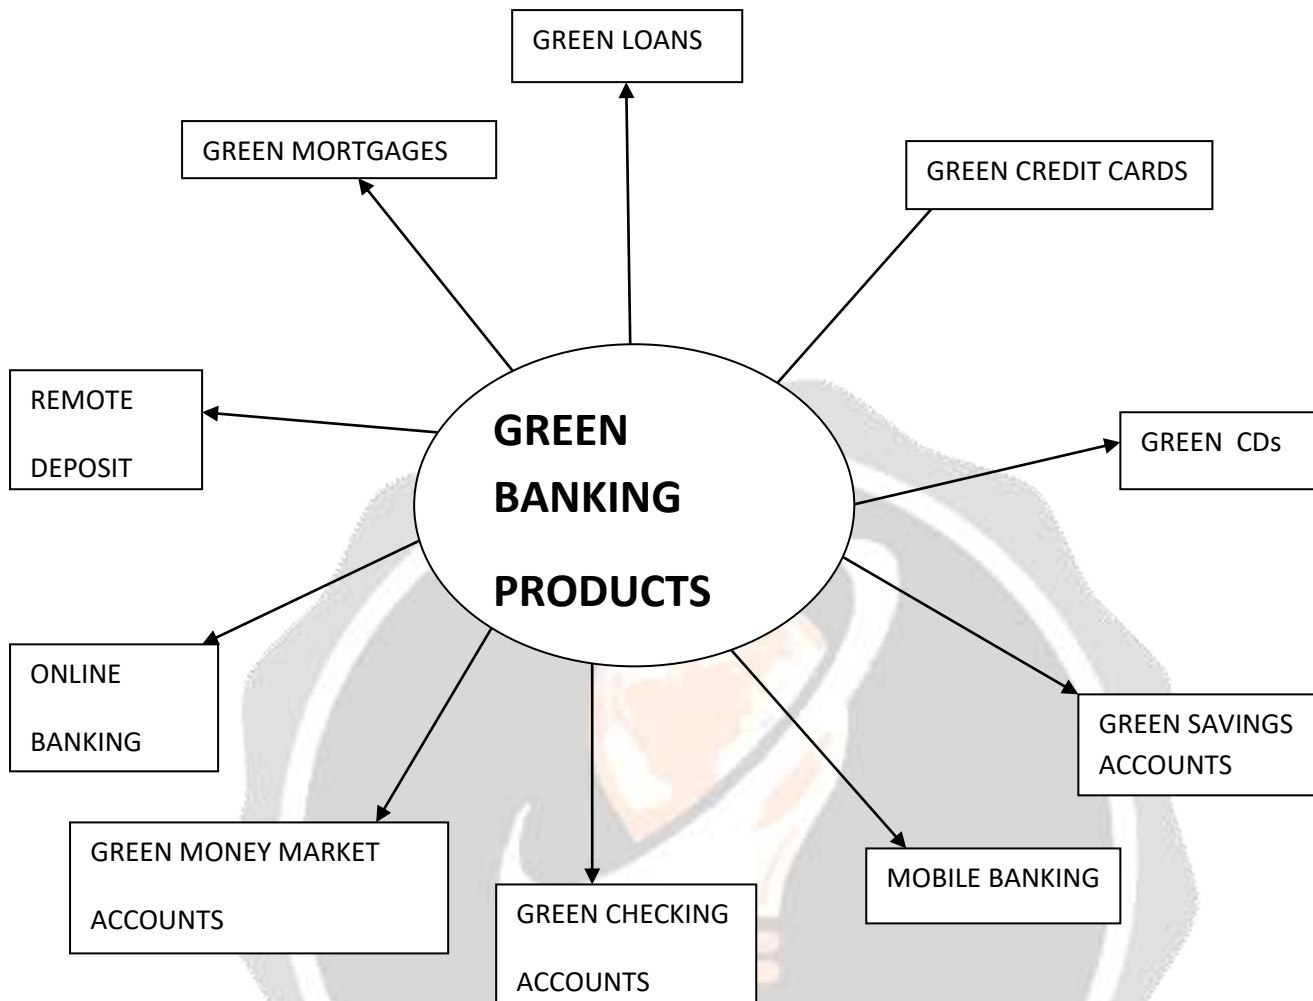 GREEN LOANS
GREEN MORTGAGES
GREEN CREDIT CARDS
REMOTE
DEPOSIT
GREEN
BANKING
PRODUCTS
GREEN CDs
ONLINE
BANKING
GREEN SAVINGS
ACCOUNTS
GREEN MONEY MARKET
ACCOUNTS
GREEN CHECKING
ACCOUNTS
MOBILE BANKING